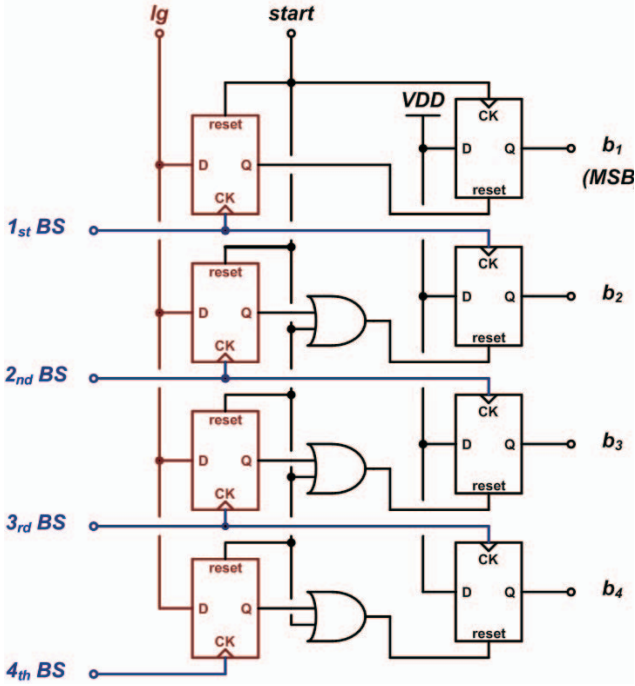 Ig start
reset VDD CK
D Q D Q b1
CK reset (MSB)
1st BS
reset CK
D Q D Q b2
CK reset
2nd BS
reset CK
D Q D Q b3
CK reset
3rd BS
reset CK
D Q D Q b4
CK reset
4th BS